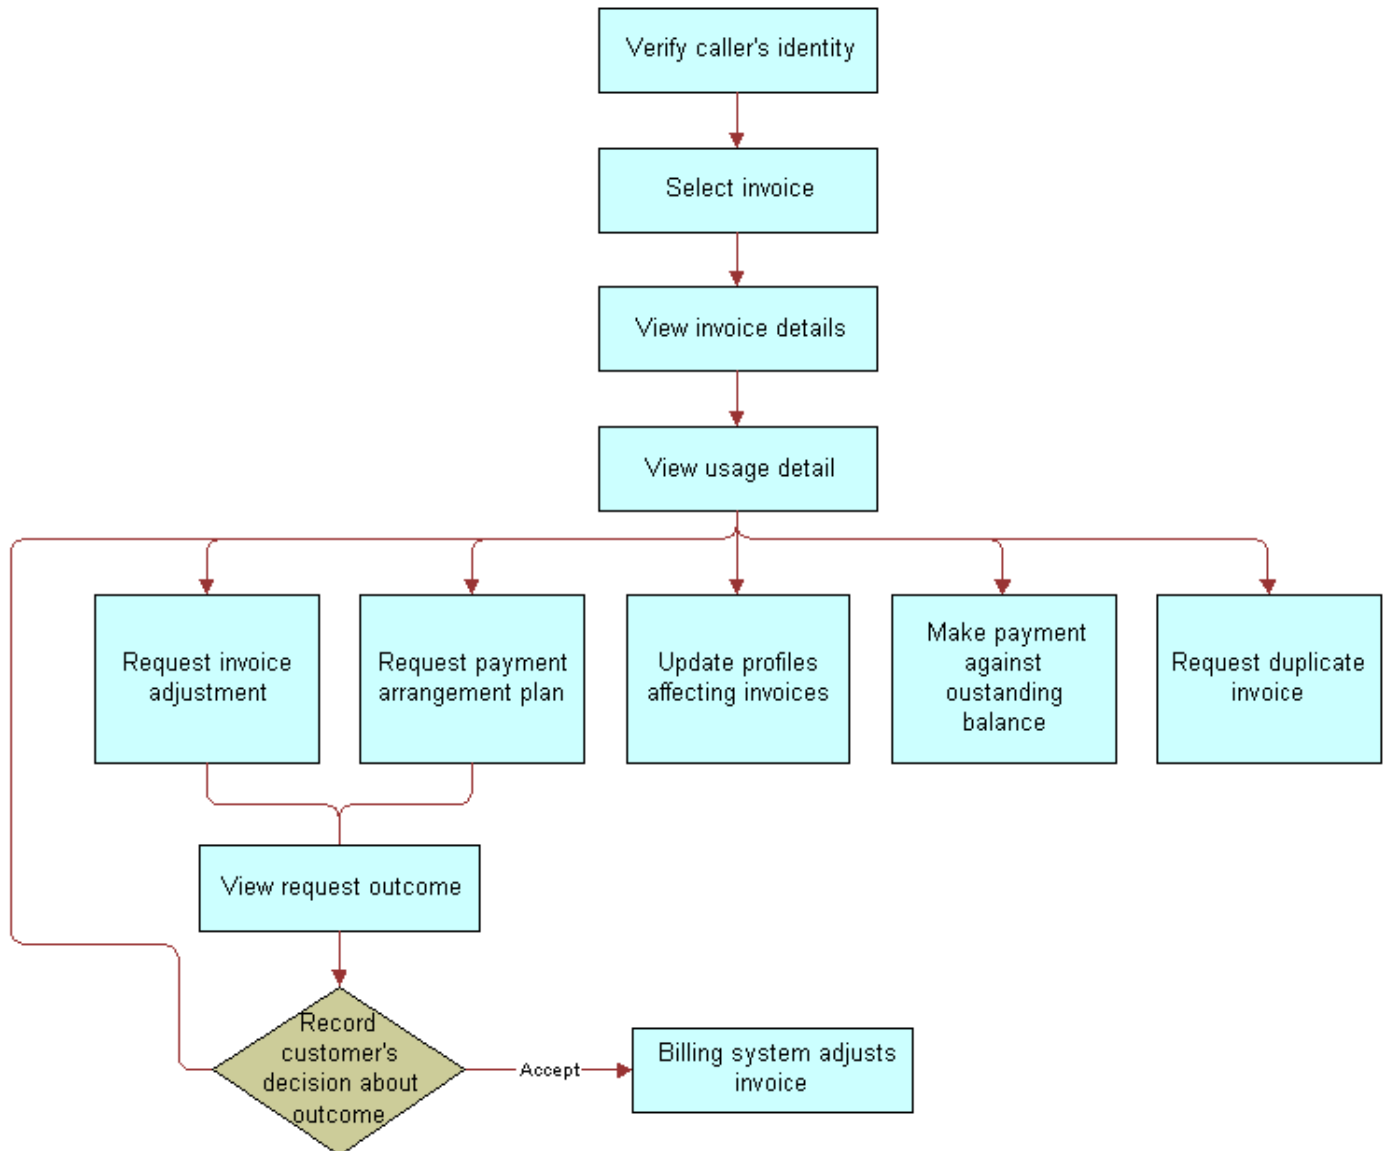 Verify caller's identity
Select invoice
View invoice details
View usage detail
Request invoice
adjustment
Request payment
arrangement plan
Update profiles
affecting invoices
Make payment
against
oustanding
balance
Request duplicate
invoice
View request outcome
Record
customer's
decision about
outcome
Accept
Billing system adjusts
invoice